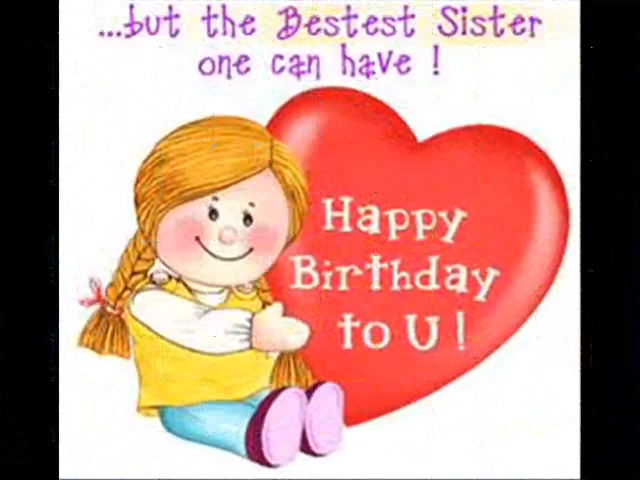 ...but the Bestest Sister
one can have !
Happy
Birthday
to U !